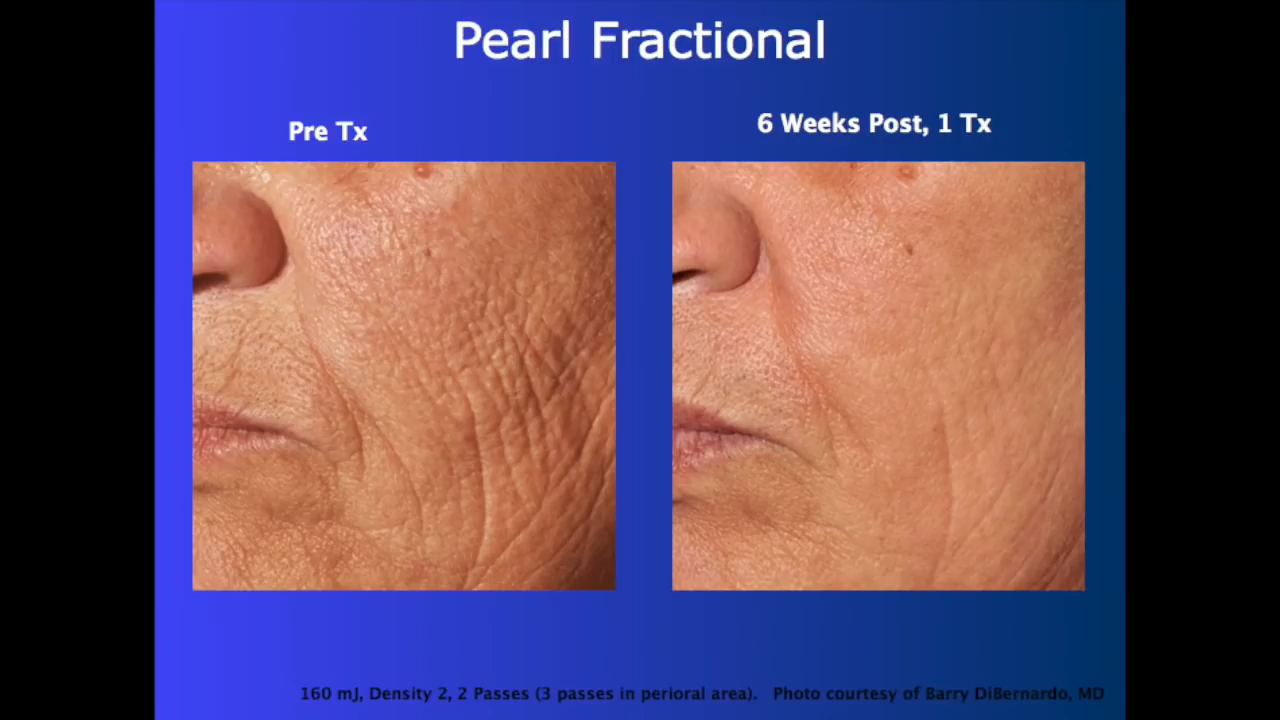 Pearl Fractional
Pre Tx
6 Weeks Post, 1 Tx
160 mJ, Density 2, 2 Passes (3 passes in perioral area).   Photo courtesy of Barry DiBernardo, MD